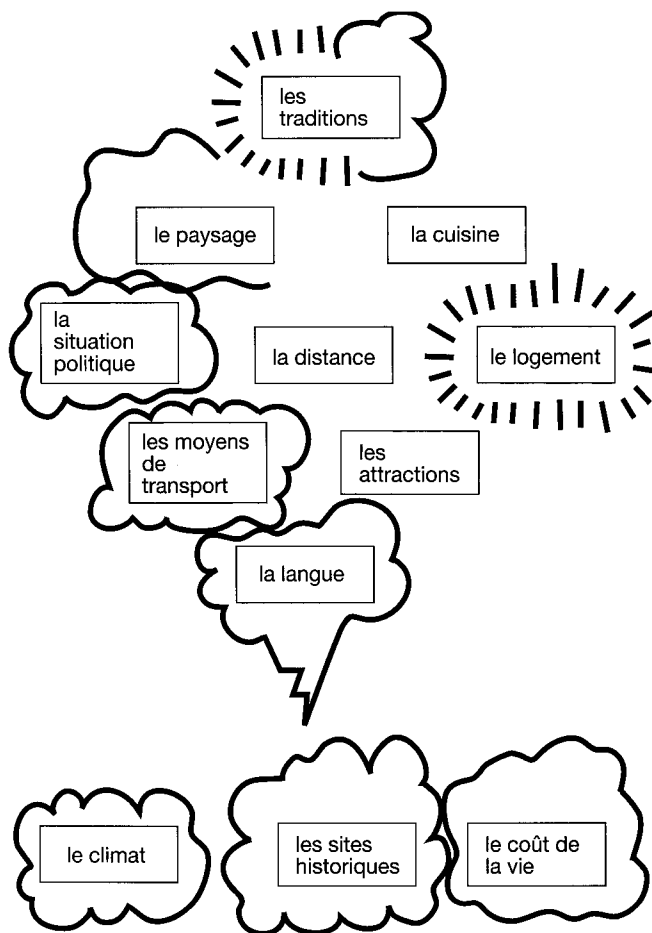 les
traditions
le paysage
la cuisine
la
situation
politique
la distance
le logement
les moyens
de
transport
les
attractions
la langue
le climat
les sites
historiques
le coût de
la vie